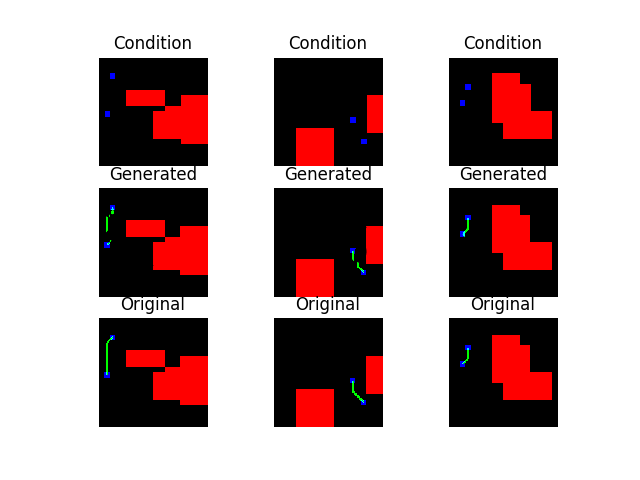 Condition Condition Condition
Generated Generated Generated
Original Original Original